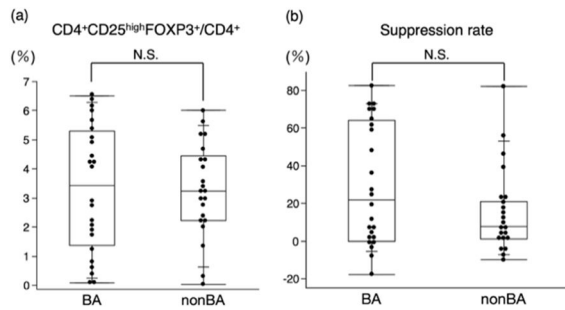 (a)
CD4⁺CD25ʰⁱᵍʰFOXP3⁺/CD4⁺
(%)
N.S.
7
6
5
4
3
2
1
0
BA
nonBA
(b)
Suppression rate
(%)
N.S.
80
60
40
20
0
-20
BA
nonBA